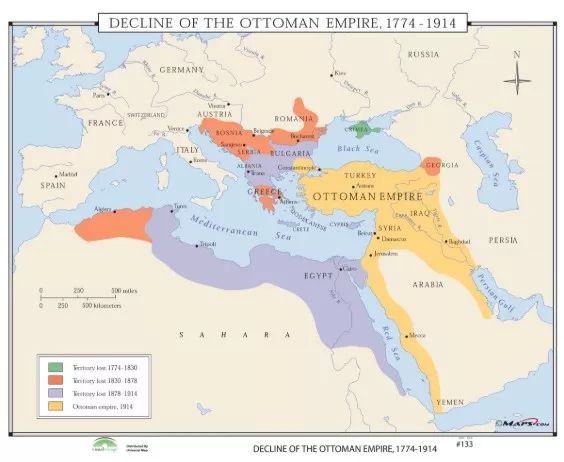 DECLINE OF THE OTTOMAN EMPIRE, 1774 - 1914
RUSSIA
N
GERMANY
Kiev
Paris
Vienna
AUSTRIA
FRANCE
SWITZERLAND
ROMANIA
Venice
BOSNIA
Belgrade
Bucharest
CRIMEA
Sarajevo
SERBIA
ITALY
BULGARIA
Black Sea
GEORGIA
Caspian Sea
ALBANIA
Rome
Tirana
Constantinople
Madrid
SPAIN
TURKEY
Ankara
GREECE
Athens
OTTOMAN EMPIRE
DODECANESE
CRETE
CYPRUS
Algiers
Tunis
Mediterranean Sea
SYRIA
IRAQ
Beirut
Damascus
Baghdad
PERSIA
Tripoli
Jerusalem
Cairo
EGYPT
ARABIA
Persian Gulf
0 250 500 miles
0 250 500 kilometers
SAHARA
Red Sea
Mecca
YEMEN
Territory lost 1774-1830
Territory lost 1830-1878
Territory lost 1878-1914
Ottoman empire, 1914
MAPS.COM
Distributed By
Universal Map
DECLINE OF THE OTTOMAN EMPIRE, 1774-1914
#133